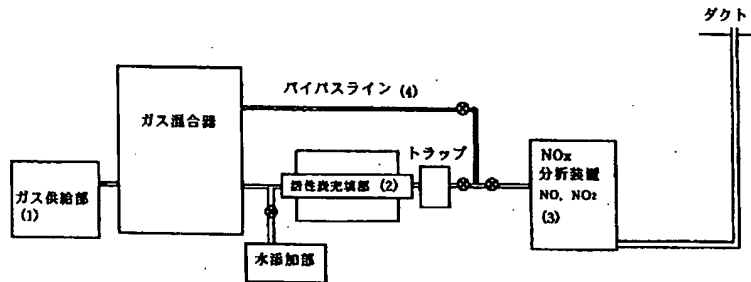 ダクト
バイパスライン (4)
ガス混合器
トラップ
NOx
分析装置
NO, NO2
(3)
ガス供給部
(1)
活性炭充填部 (2)
水添加部